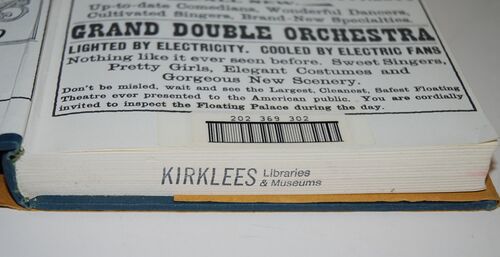 Up-to-date Comedians, Wonderful Dancers,
Cultivated Singers, Brand-New Specialties.
GRAND DOUBLE ORCHESTRA
LIGHTED BY ELECTRICITY. COOLED BY ELECTRIC FANS
Nothing like it ever seen before. Sweet Singers,
Pretty Girls, Elegant Costumes and
Gorgeous New Scenery.
Don't be misled, wait and see the Largest, Cleanest, Safest Floating
Theatre ever presented to the American public. You are cordially
invited to inspect the Floating Palace during the day.
202 369 302
KIRKLEES Libraries
& Museums